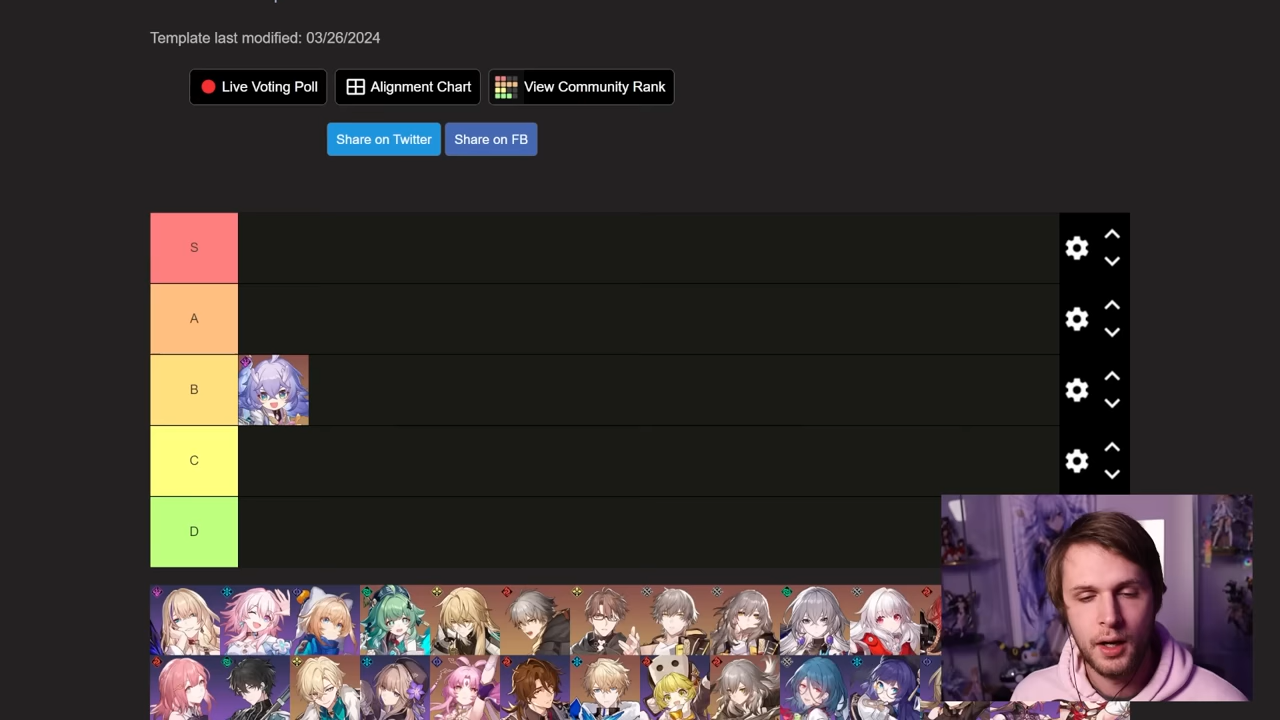 Template last modified: 03/26/2024
Live Voting Poll
Alignment Chart
View Community Rank
Share on Twitter
Share on FB
S
A
B
C
D